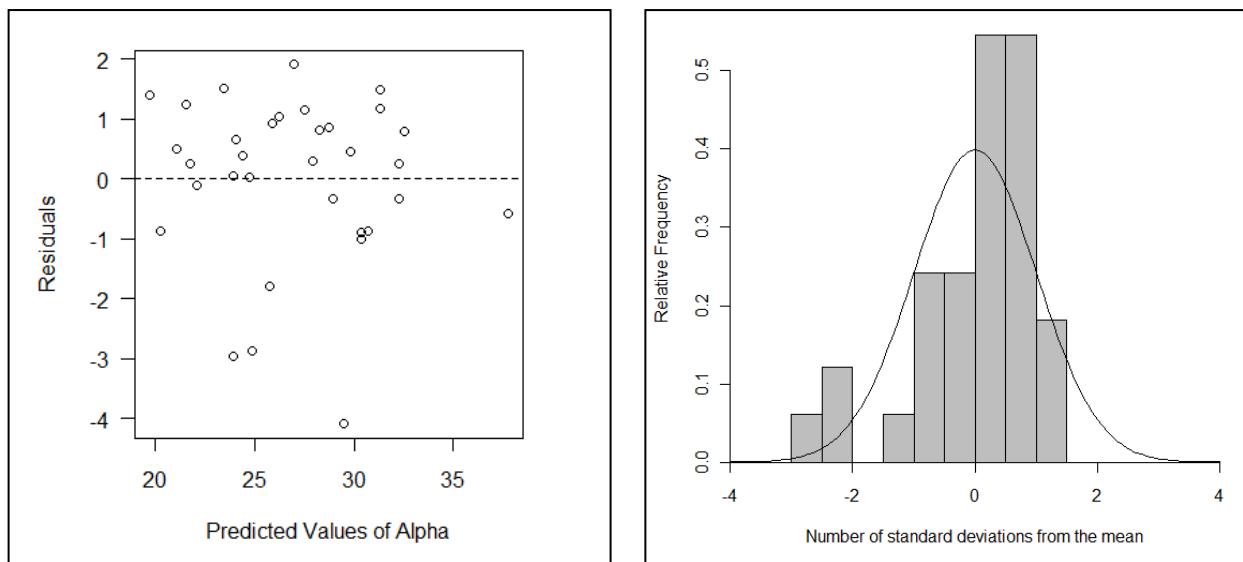 2
1
0
-1
-2
-3
-4
Residuals
20 25 30 35
Predicted Values of Alpha
0.5
0.4
0.3
0.2
0.1
0.0
Relative Frequency
-4 -2 0 2 4
Number of standard deviations from the mean